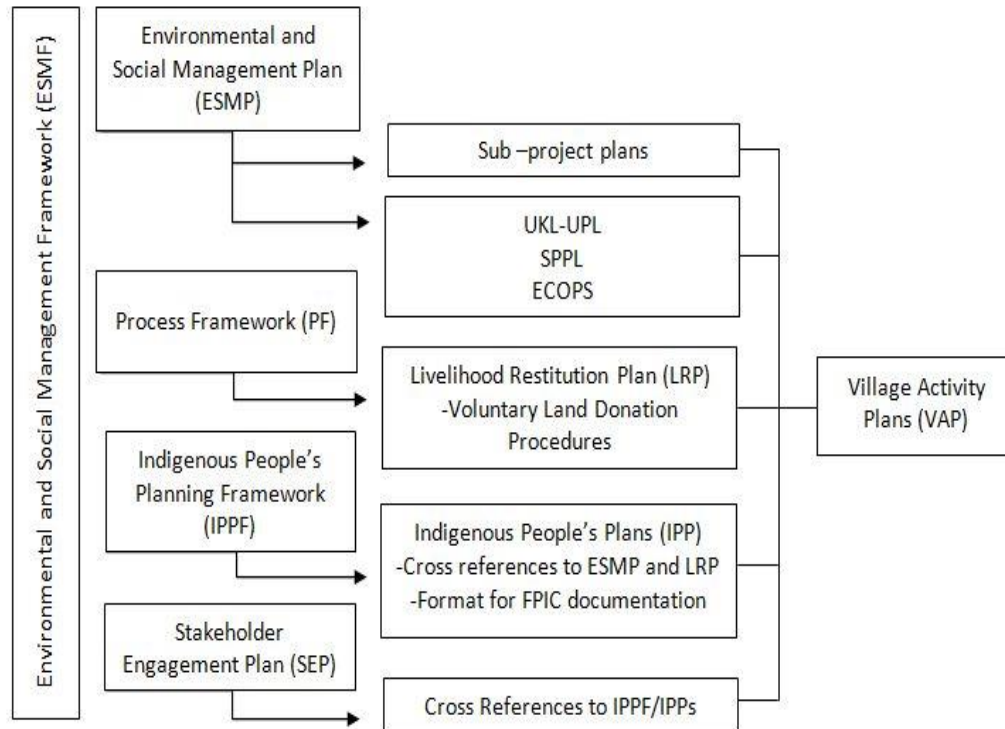 Environmental and Social Management Framework (ESMF)
Environmental and
Social Management Plan
(ESMP)
Sub –project plans
UKL-UPL
SPPL
ECOPS
Process Framework (PF)
Livelihood Restitution Plan (LRP)
-Voluntary Land Donation
Procedures
Village Activity
Plans (VAP)
Indigenous People’s
Planning Framework
(IPPF)
Indigenous People’s Plans (IPP)
-Cross references to ESMP and LRP
-Format for FPIC documentation
Stakeholder
Engagement Plan (SEP)
Cross References to IPPF/IPPs